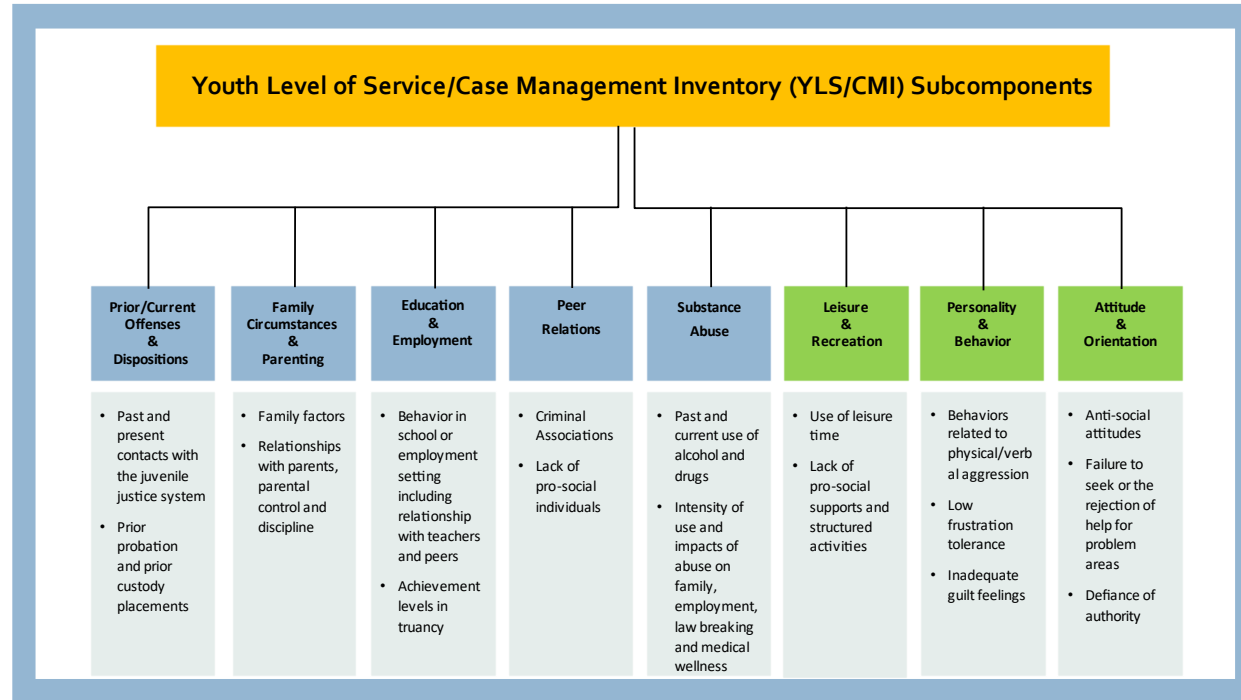 Youth Level of Service/Case Management Inventory (YLS/CMI) Subcomponents
Prior/Current
Offenses
&
Dispositions
Family
Circumstances
&
Parenting
Education
&
Employment
Peer
Relations
Substance
Abuse
Leisure
&
Recreation
Personality
&
Behavior
Attitude
&
Orientation
• Past and
present
contacts with
the juvenile
justice system
• Prior
probation
and prior
custody
placements
• Family factors
• Relationships
with parents,
parental
control and
discipline
• Behavior in
school or
employment
setting
including
relationship
with teachers
and peers
• Achievement
levels in
truancy
• Criminal
Associations
• Lack of
pro-social
individuals
• Past and
current use of
alcohol and
drugs
• Intensity of
use and
impacts of
abuse on
family,
employment,
law breaking
and medical
wellness
• Use of leisure
time
• Lack of
pro-social
supports and
structured
activities
• Behaviors
related to
physical/verb
al aggression
• Low
frustration
tolerance
• Inadequate
guilt feelings
• Anti-social
attitudes
• Failure to
seek or the
rejection of
help for
problem
areas
• Defiance of
authority